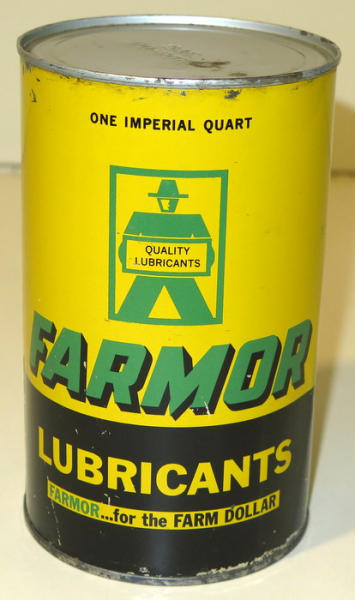 ONE IMPERIAL QUART
QUALITY
LUBRICANTS
FARMOR
LUBRICANTS
FARMOR...for the FARM DOLLAR